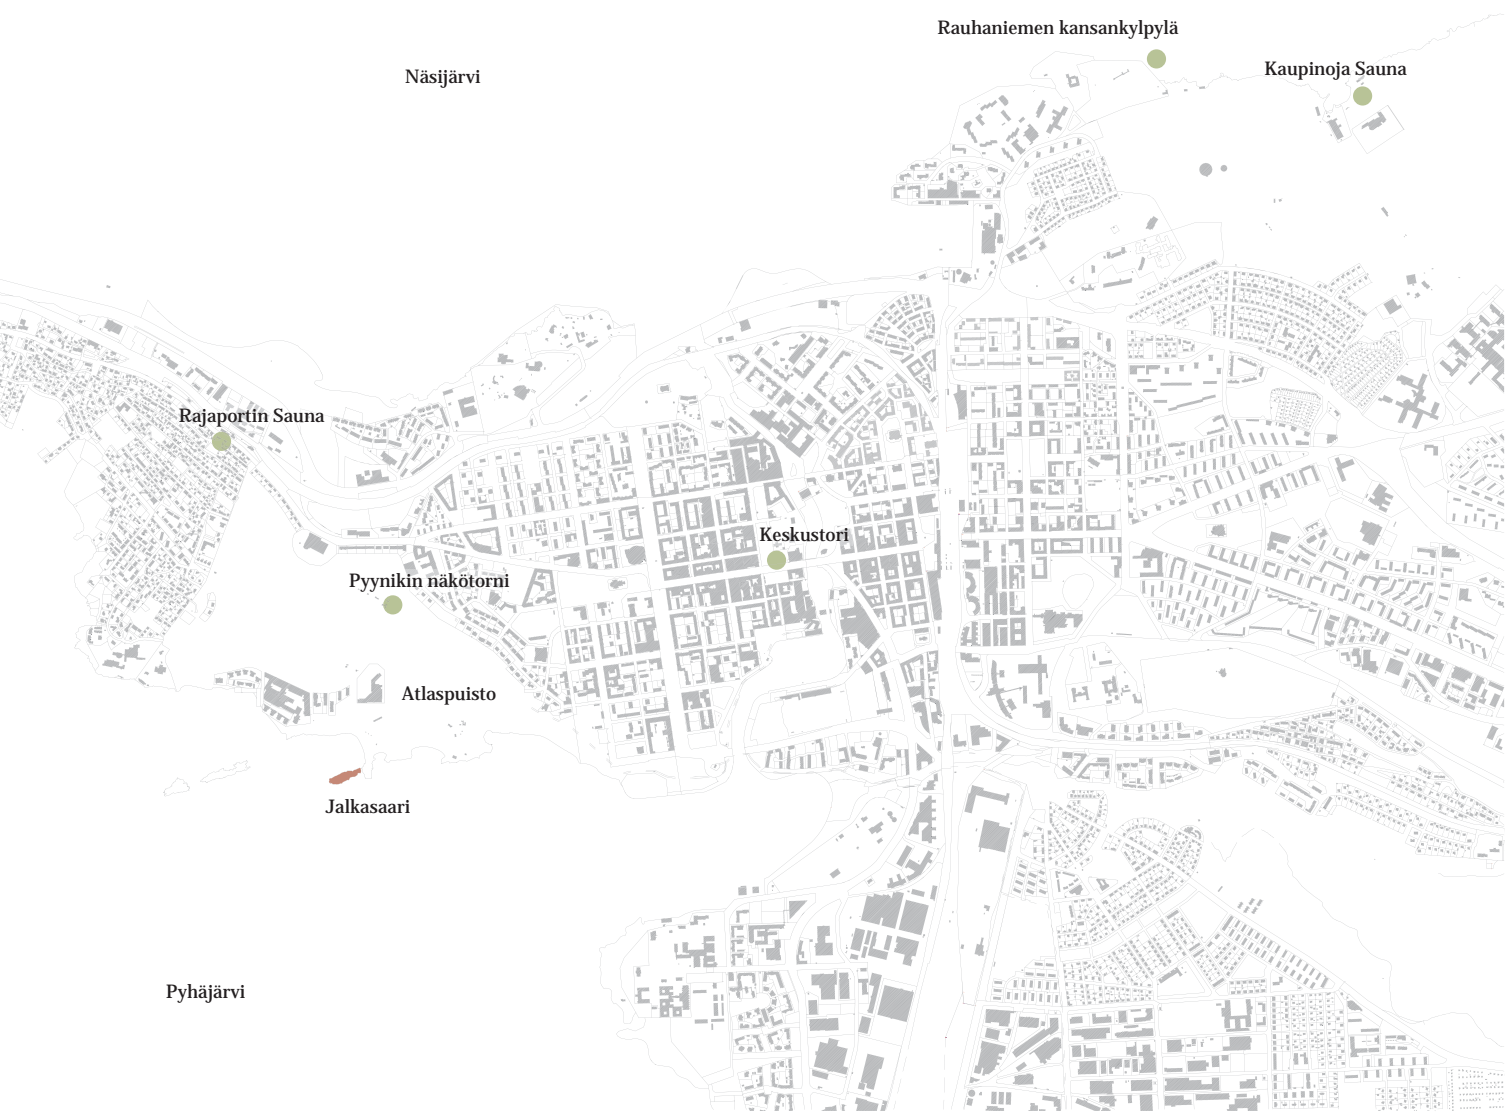 Rauhaniemen kansankylpylä
Kaupinoja Sauna
Näsijärvi
Rajaportin Sauna
Keskustori
Pyynikin näkötorni
Atlaspuisto
Jalkasaari
Pyhäjärvi